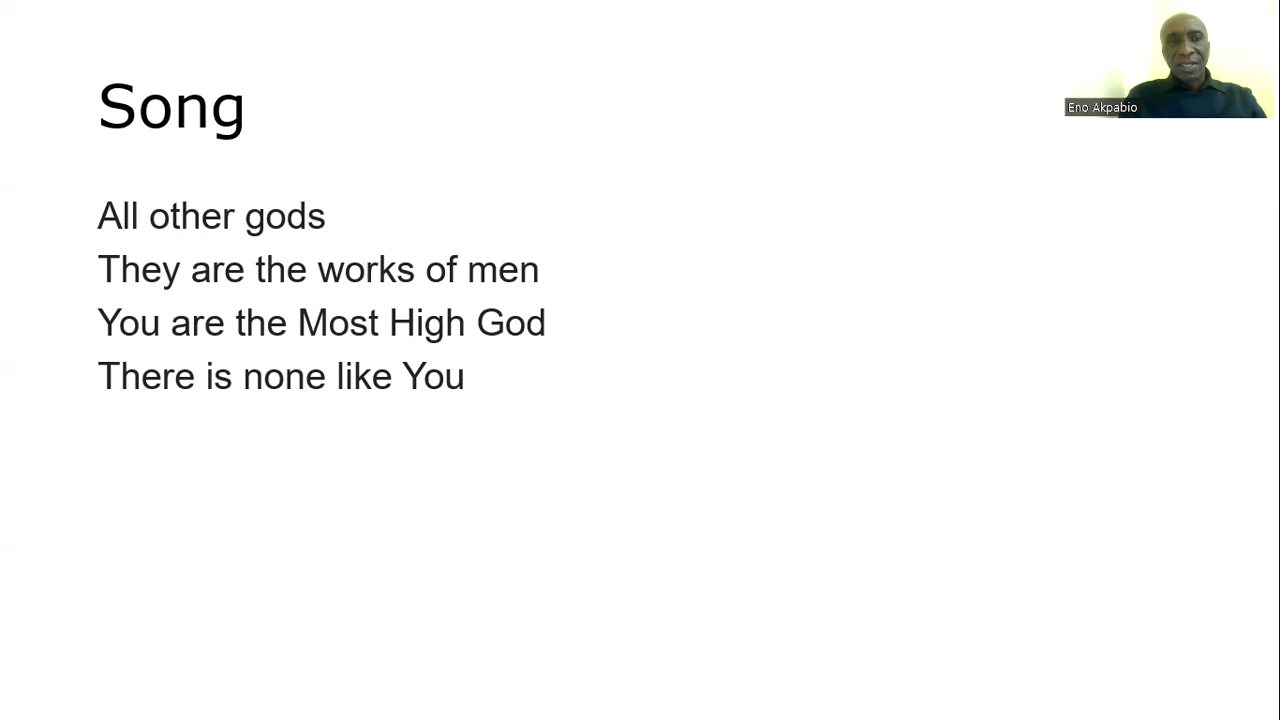 Song
Eno Akpabio
All other gods
They are the works of men
You are the Most High God
There is none like You